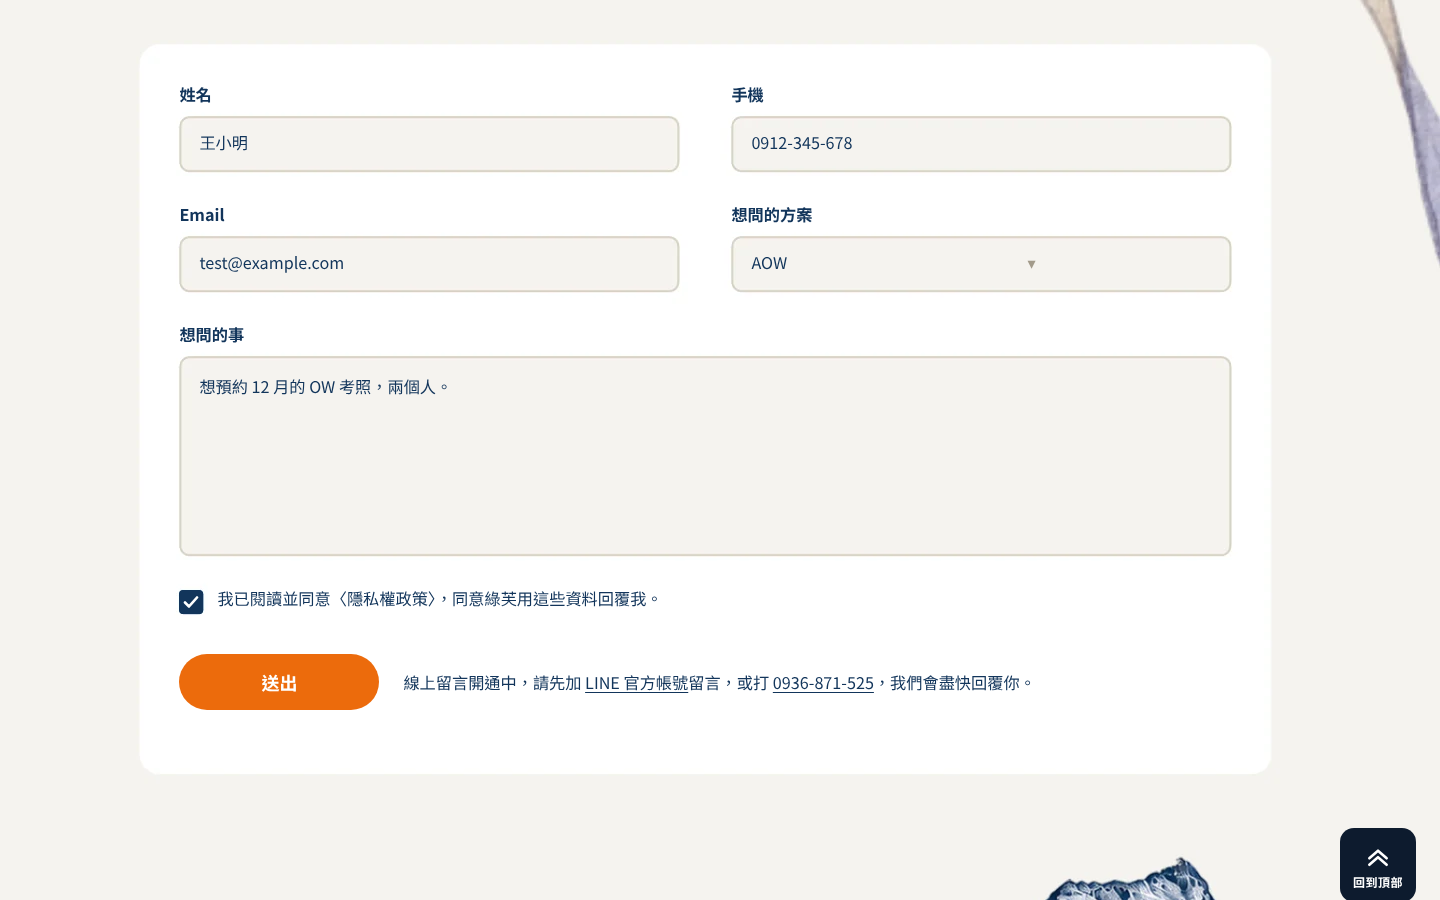 姓名
手機
王小明
0912-345-678
Email
想問的方案
test@example.com
AOW
想問的事
想預約 12 月的 OW 考照，兩個人。
我已閱讀並同意〈隱私權政策〉，同意綠芙用這些資料回覆我。
送出
線上留言開通中，請先加 LINE 官方帳號留言，或打 0936-871-525，我們會盡快回覆你。
回到頂部